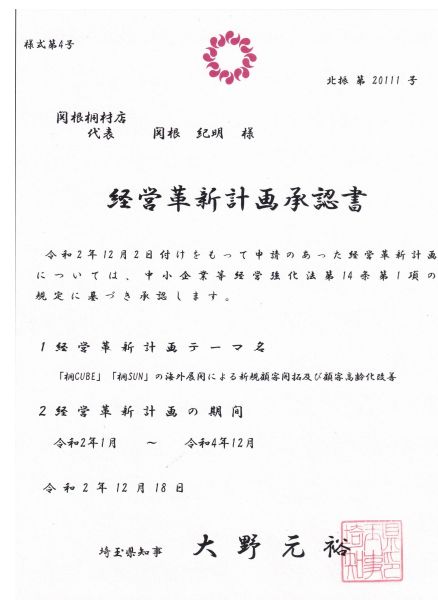 様式第4号
北振 第 20111 号
関根桐材店
代表 関根 紀明 様
経営革新計画承認書
令和2年12月2日付けをもって申請のあった経営革新計画
については、中小企業等経営強化法第14条第1項の
規定に基づき承認します。
1 経営革新計画テーマ名
「桐CUBE」「桐SUN」の海外展開による新規顧客開拓及び顧客高齢化改善
2 経営革新計画の期間
令和2年1月 ～ 令和4年12月
令和2年12月18日
埼玉県知事 大野元裕